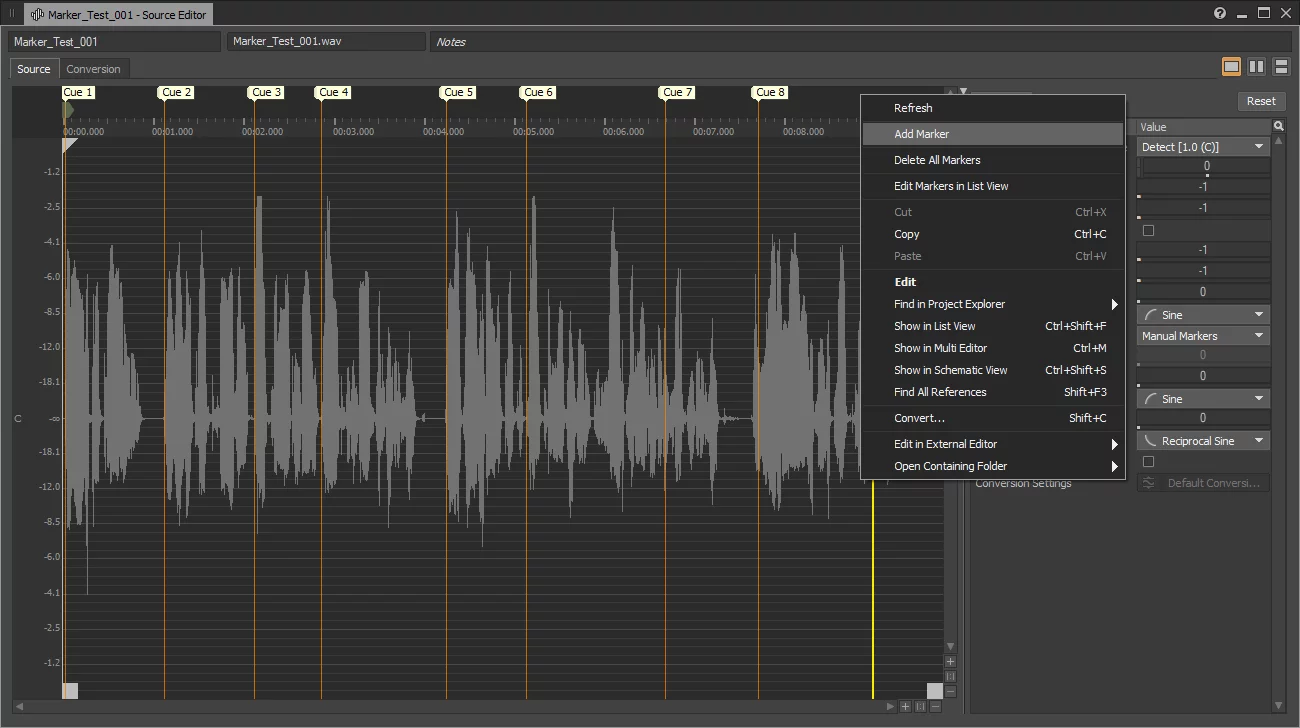 Marker_Test_001 - Source Editor
Marker_Test_001 Marker_Test_001.wav Notes
Source Conversion
Cue 1 Cue 2 Cue 3 Cue 4 Cue 5 Cue 6 Cue 7 Cue 8
00:00.000 00:01.000 00:02.000 00:03.000 00:04.000 00:05.000 00:06.000 00:07.000 00:08.000
-1.2
-2.5
-4.1
-6.0
-8.5
-12.0
-18.1
C -∞
-18.1
-12.0
-8.5
-6.0
-4.1
-2.5
-1.2
Refresh
Add Marker
Delete All Markers
Edit Markers in List View
Cut Ctrl+X
Copy Ctrl+C
Paste Ctrl+V
Edit
Find in Project Explorer
Show in List View Ctrl+Shift+F
Show in Multi Editor Ctrl+M
Show in Schematic View Ctrl+Shift+S
Find All References Shift+F3
Convert... Shift+C
Edit in External Editor
Open Containing Folder
Reset
Value
Detect [1.0 (C)]
0
-1
-1
-1
-1
0
Sine
Manual Markers
0
0
Sine
0
Reciprocal Sine
Conversion Settings Default Conversi...